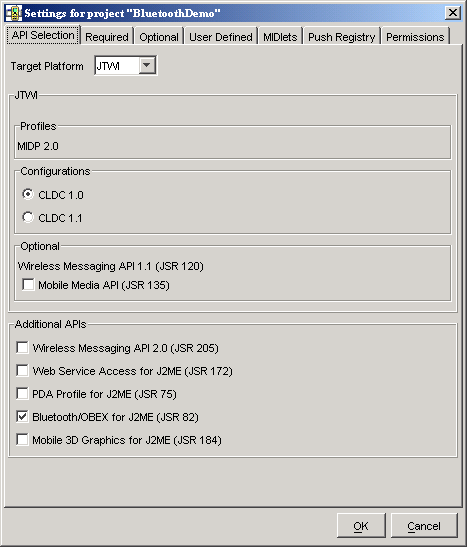 Settings for project "BluetoothDemo"
API Selection Required Optional User Defined MIDlets Push Registry Permissions
Target Platform JTWI
JTWI
Profiles
MIDP 2.0
Configurations
CLDC 1.0
CLDC 1.1
Optional
Wireless Messaging API 1.1 (JSR 120)
Mobile Media API (JSR 135)
Additional APIs
Wireless Messaging API 2.0 (JSR 205)
Web Service Access for J2ME (JSR 172)
PDA Profile for J2ME (JSR 75)
Bluetooth/OBEX for J2ME (JSR 82)
Mobile 3D Graphics for J2ME (JSR 184)
OK Cancel